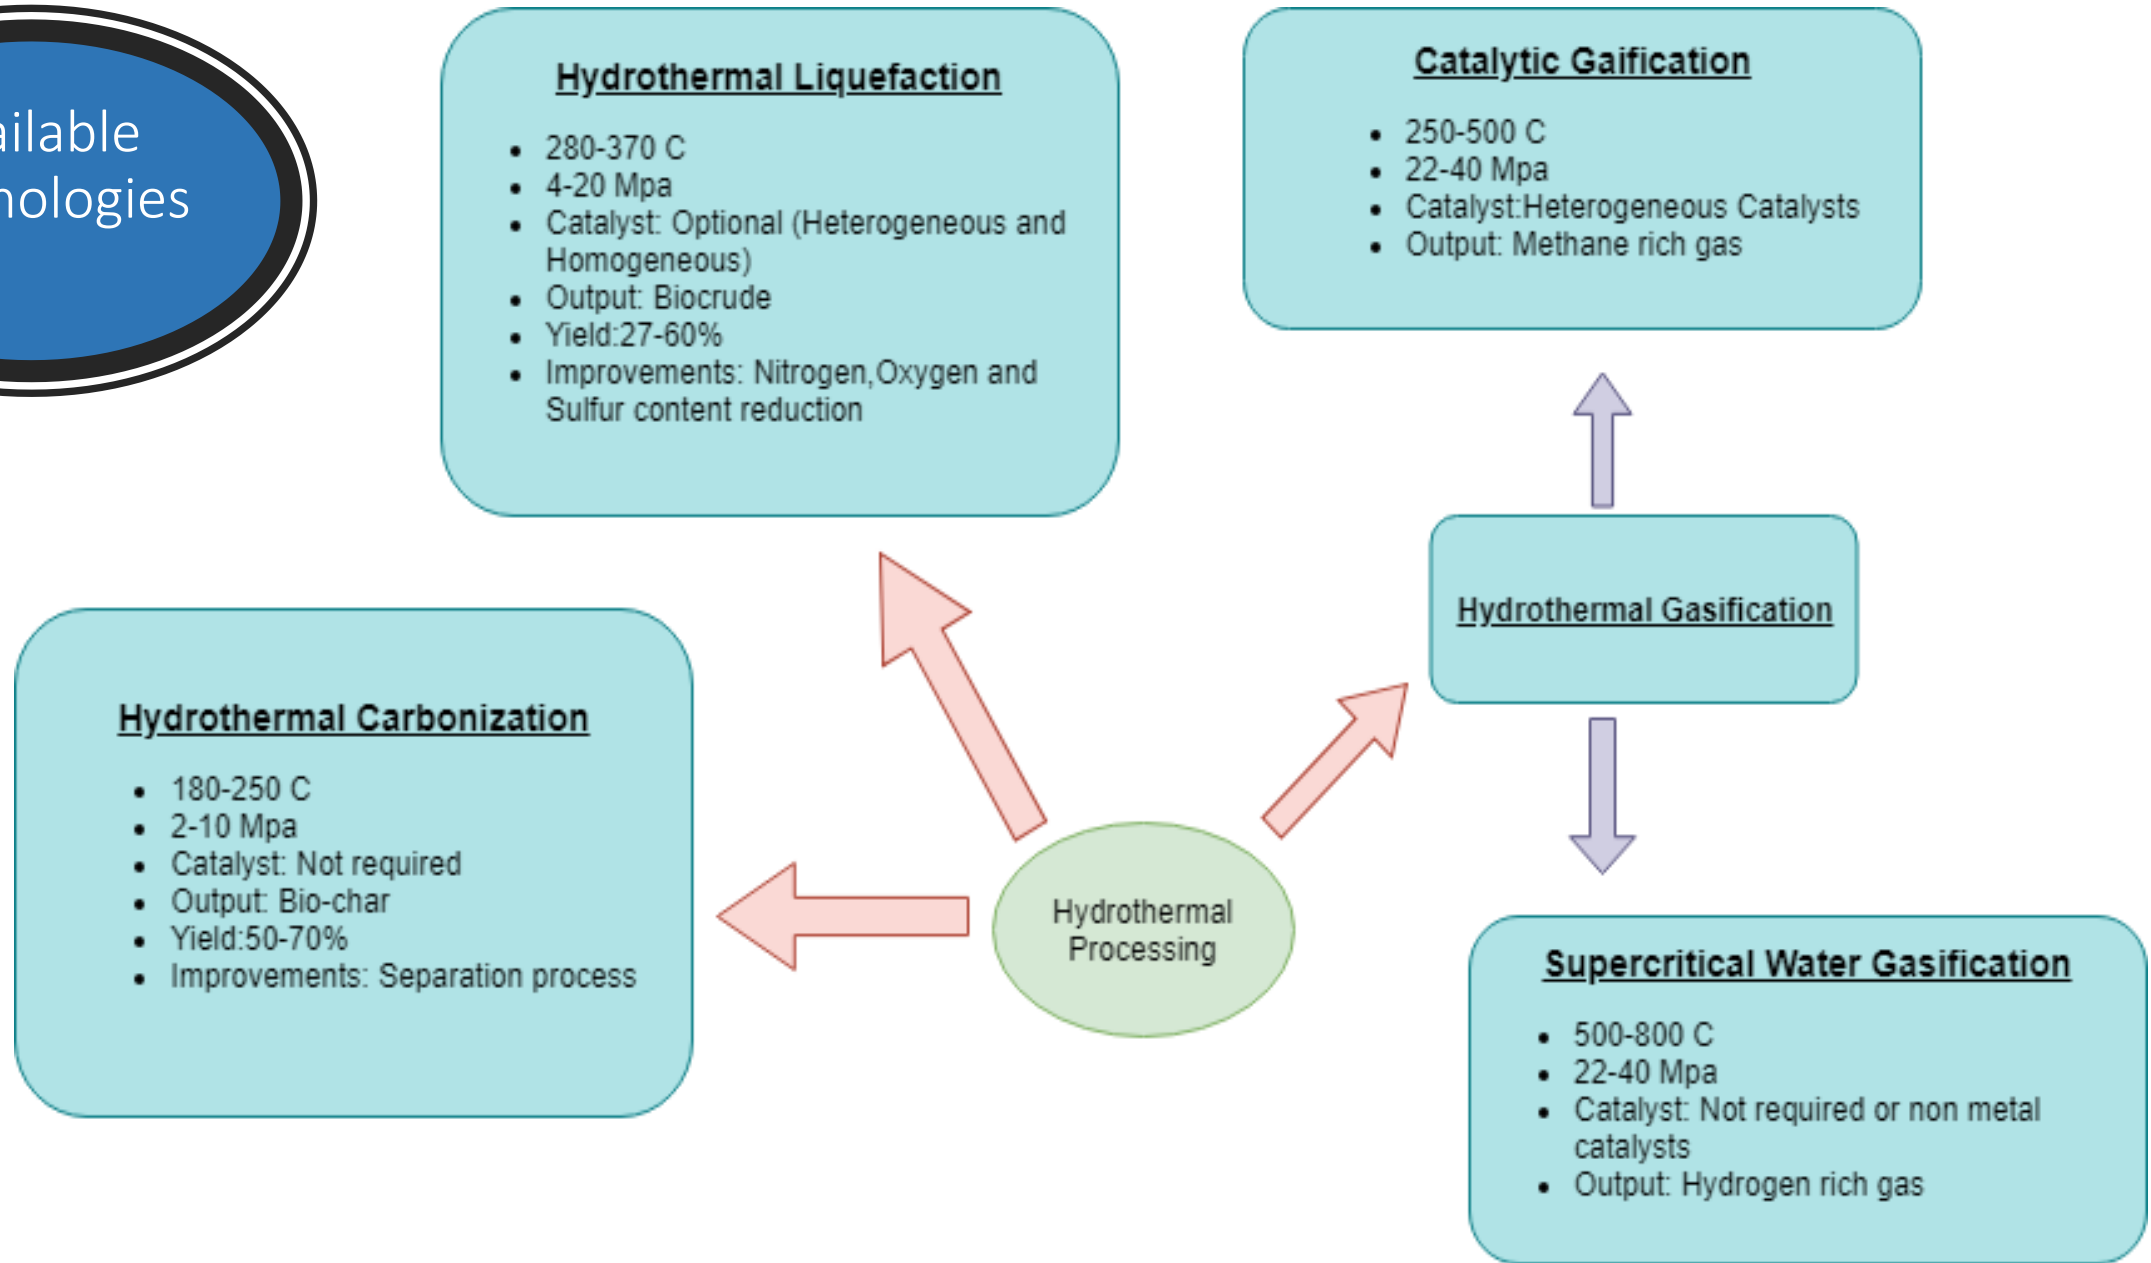 ailable
nologies
Hydrothermal Liquefaction
280-370 C
4-20 Mpa
Catalyst: Optional (Heterogeneous and
Homogeneous)
Output: Biocrude
Yield:27-60%
Improvements: Nitrogen,Oxygen and
Sulfur content reduction
Catalytic Gaification
250-500 C
22-40 Mpa
Catalyst:Heterogeneous Catalysts
Output: Methane rich gas
Hydrothermal Gasification
Hydrothermal Carbonization
180-250 C
2-10 Mpa
Catalyst: Not required
Output: Bio-char
Yield:50-70%
Improvements: Separation process
Hydrothermal
Processing
Supercritical Water Gasification
500-800 C
22-40 Mpa
Catalyst: Not required or non metal
catalysts
Output: Hydrogen rich gas